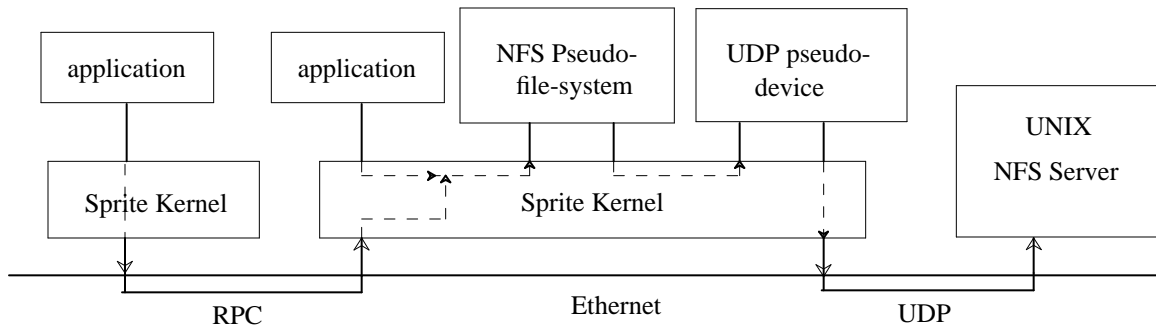 application
application
NFS Pseudo-
file-system
UDP pseudo-
device
UNIX
NFS Server
Sprite Kernel
Sprite Kernel
RPC
Ethernet
UDP